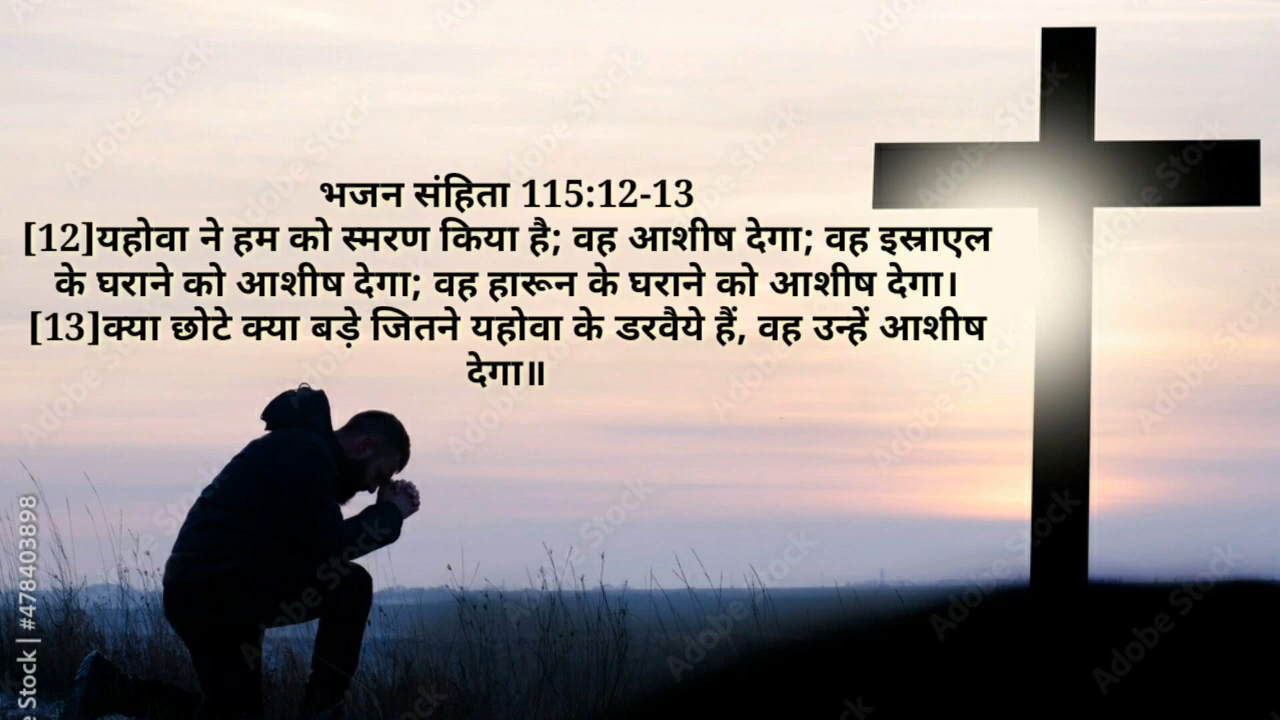 भजन संहिता 115:12-13
[12]यहोवा ने हम को स्मरण किया है; वह आशीष देगा; वह इस्राएल
के घराने को आशीष देगा; वह हारून के घराने को आशीष देगा।
[13]क्या छोटे क्या बड़े जितने यहोवा के डरवैये हैं, वह उन्हें आशीष
देगा॥
Adobe Stock
e Stock | #478403898